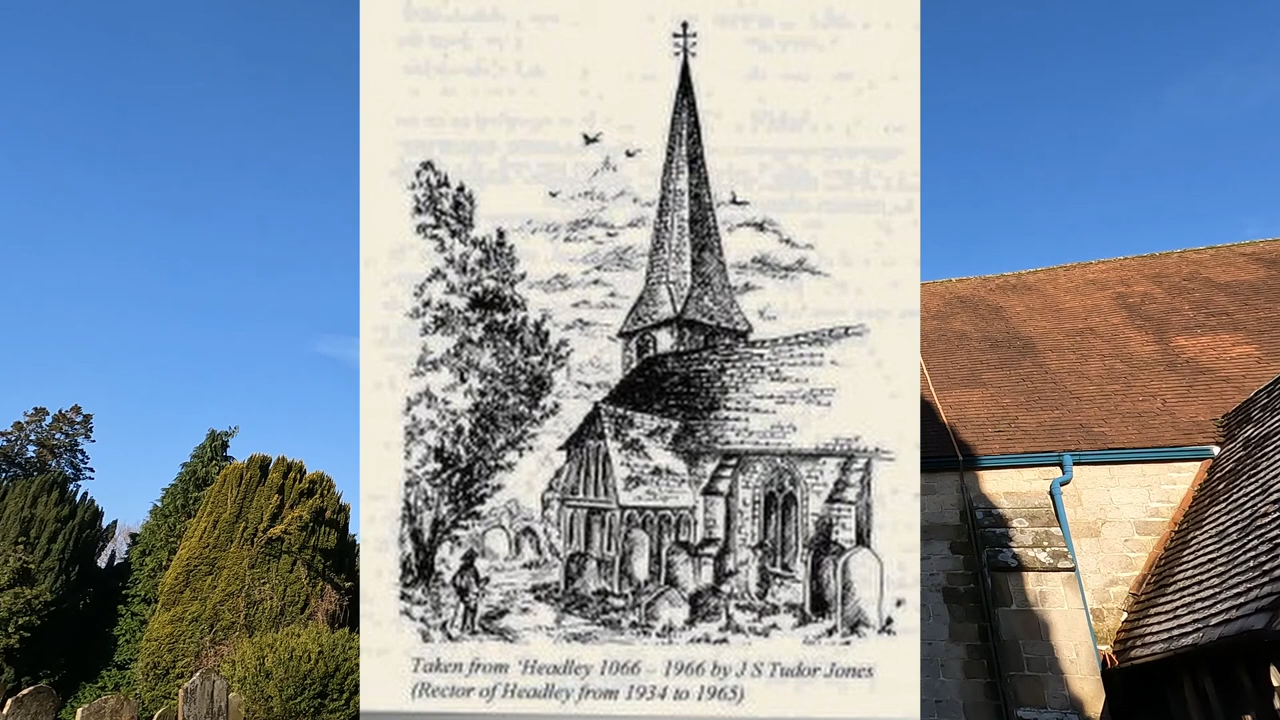 Taken from 'Headley 1066 – 1966 by J S Tudor Jones
(Rector of Headley from 1934 to 1965)